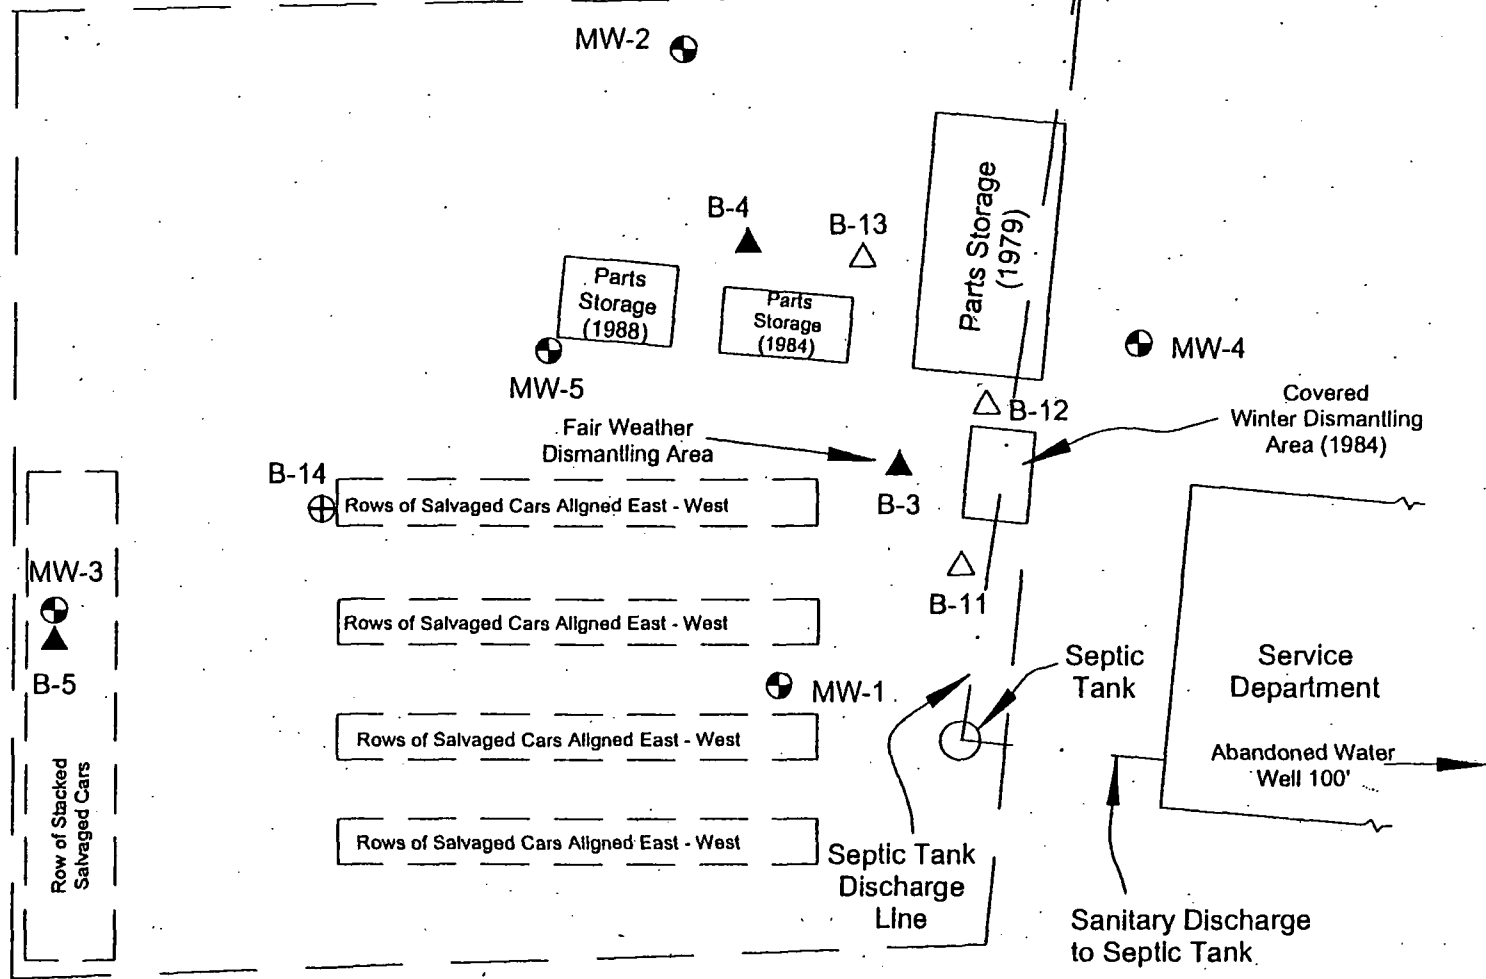 MW-2
B-4
B-13
Parts Storage
(1979)
Parts
Storage
(1988)
Parts
Storage
(1984)
MW-4
MW-5
B-12
Covered
Winter Dismantling
Area (1984)
Fair Weather
Dismantling Area
B-14
B-3
Rows of Salvaged Cars Aligned East - West
MW-3
B-11
Rows of Salvaged Cars Aligned East - West
B-5
MW-1
Septic
Tank
Service
Department
Rows of Salvaged Cars Aligned East - West
Abandoned Water
Well 100'
Row of Stacked
Salvaged Cars
Rows of Salvaged Cars Aligned East - West
Septic Tank
Discharge
Line
Sanitary Discharge
to Septic Tank